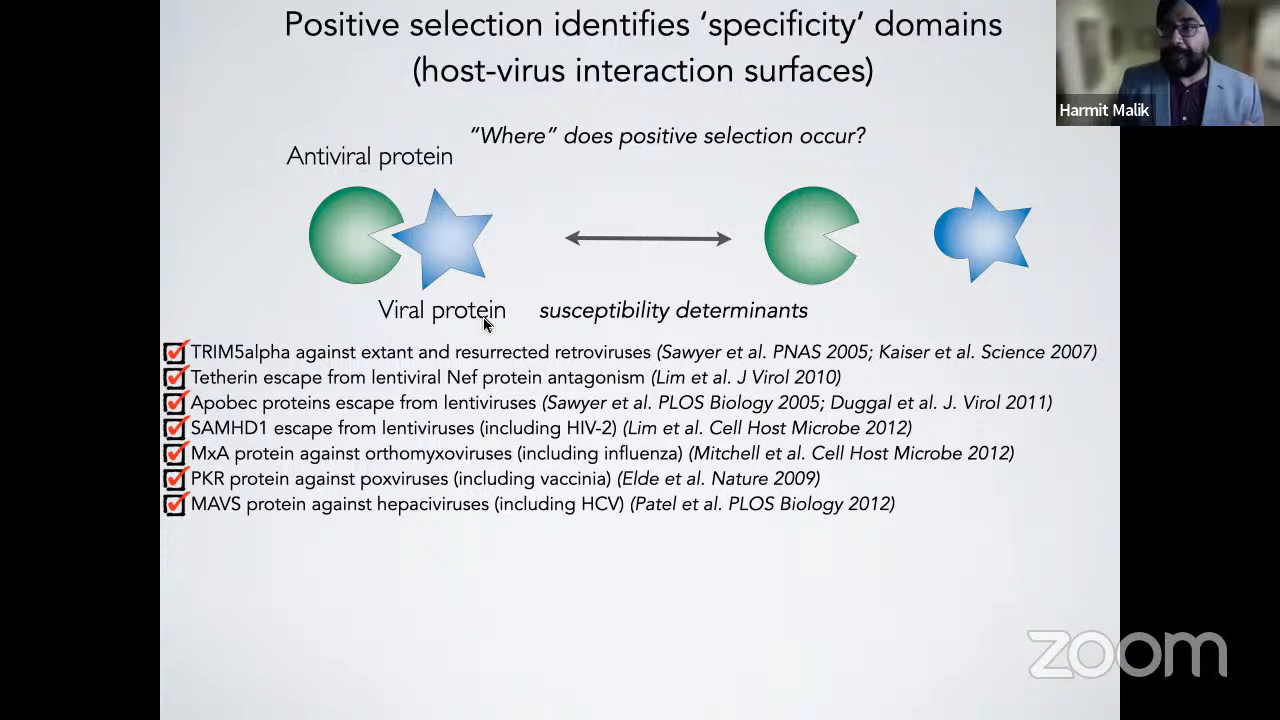 Positive selection identifies ‘specificity’ domains
(host-virus interaction surfaces)
Harmit Malik
“Where” does positive selection occur?
Antiviral protein
Viral protein
susceptibility determinants
TRIM5alpha against extant and resurrected retroviruses (Sawyer et al. PNAS 2005; Kaiser et al. Science 2007)
Tetherin escape from lentiviral Nef protein antagonism (Lim et al. J Virol 2010)
Apobec proteins escape from lentiviruses (Sawyer et al. PLOS Biology 2005; Duggal et al. J. Virol 2011)
SAMHD1 escape from lentiviruses (including HIV-2) (Lim et al. Cell Host Microbe 2012)
MxA protein against orthomyxoviruses (including influenza) (Mitchell et al. Cell Host Microbe 2012)
PKR protein against poxviruses (including vaccinia) (Elde et al. Nature 2009)
MAVS protein against hepaciviruses (including HCV) (Patel et al. PLOS Biology 2012)
zoom